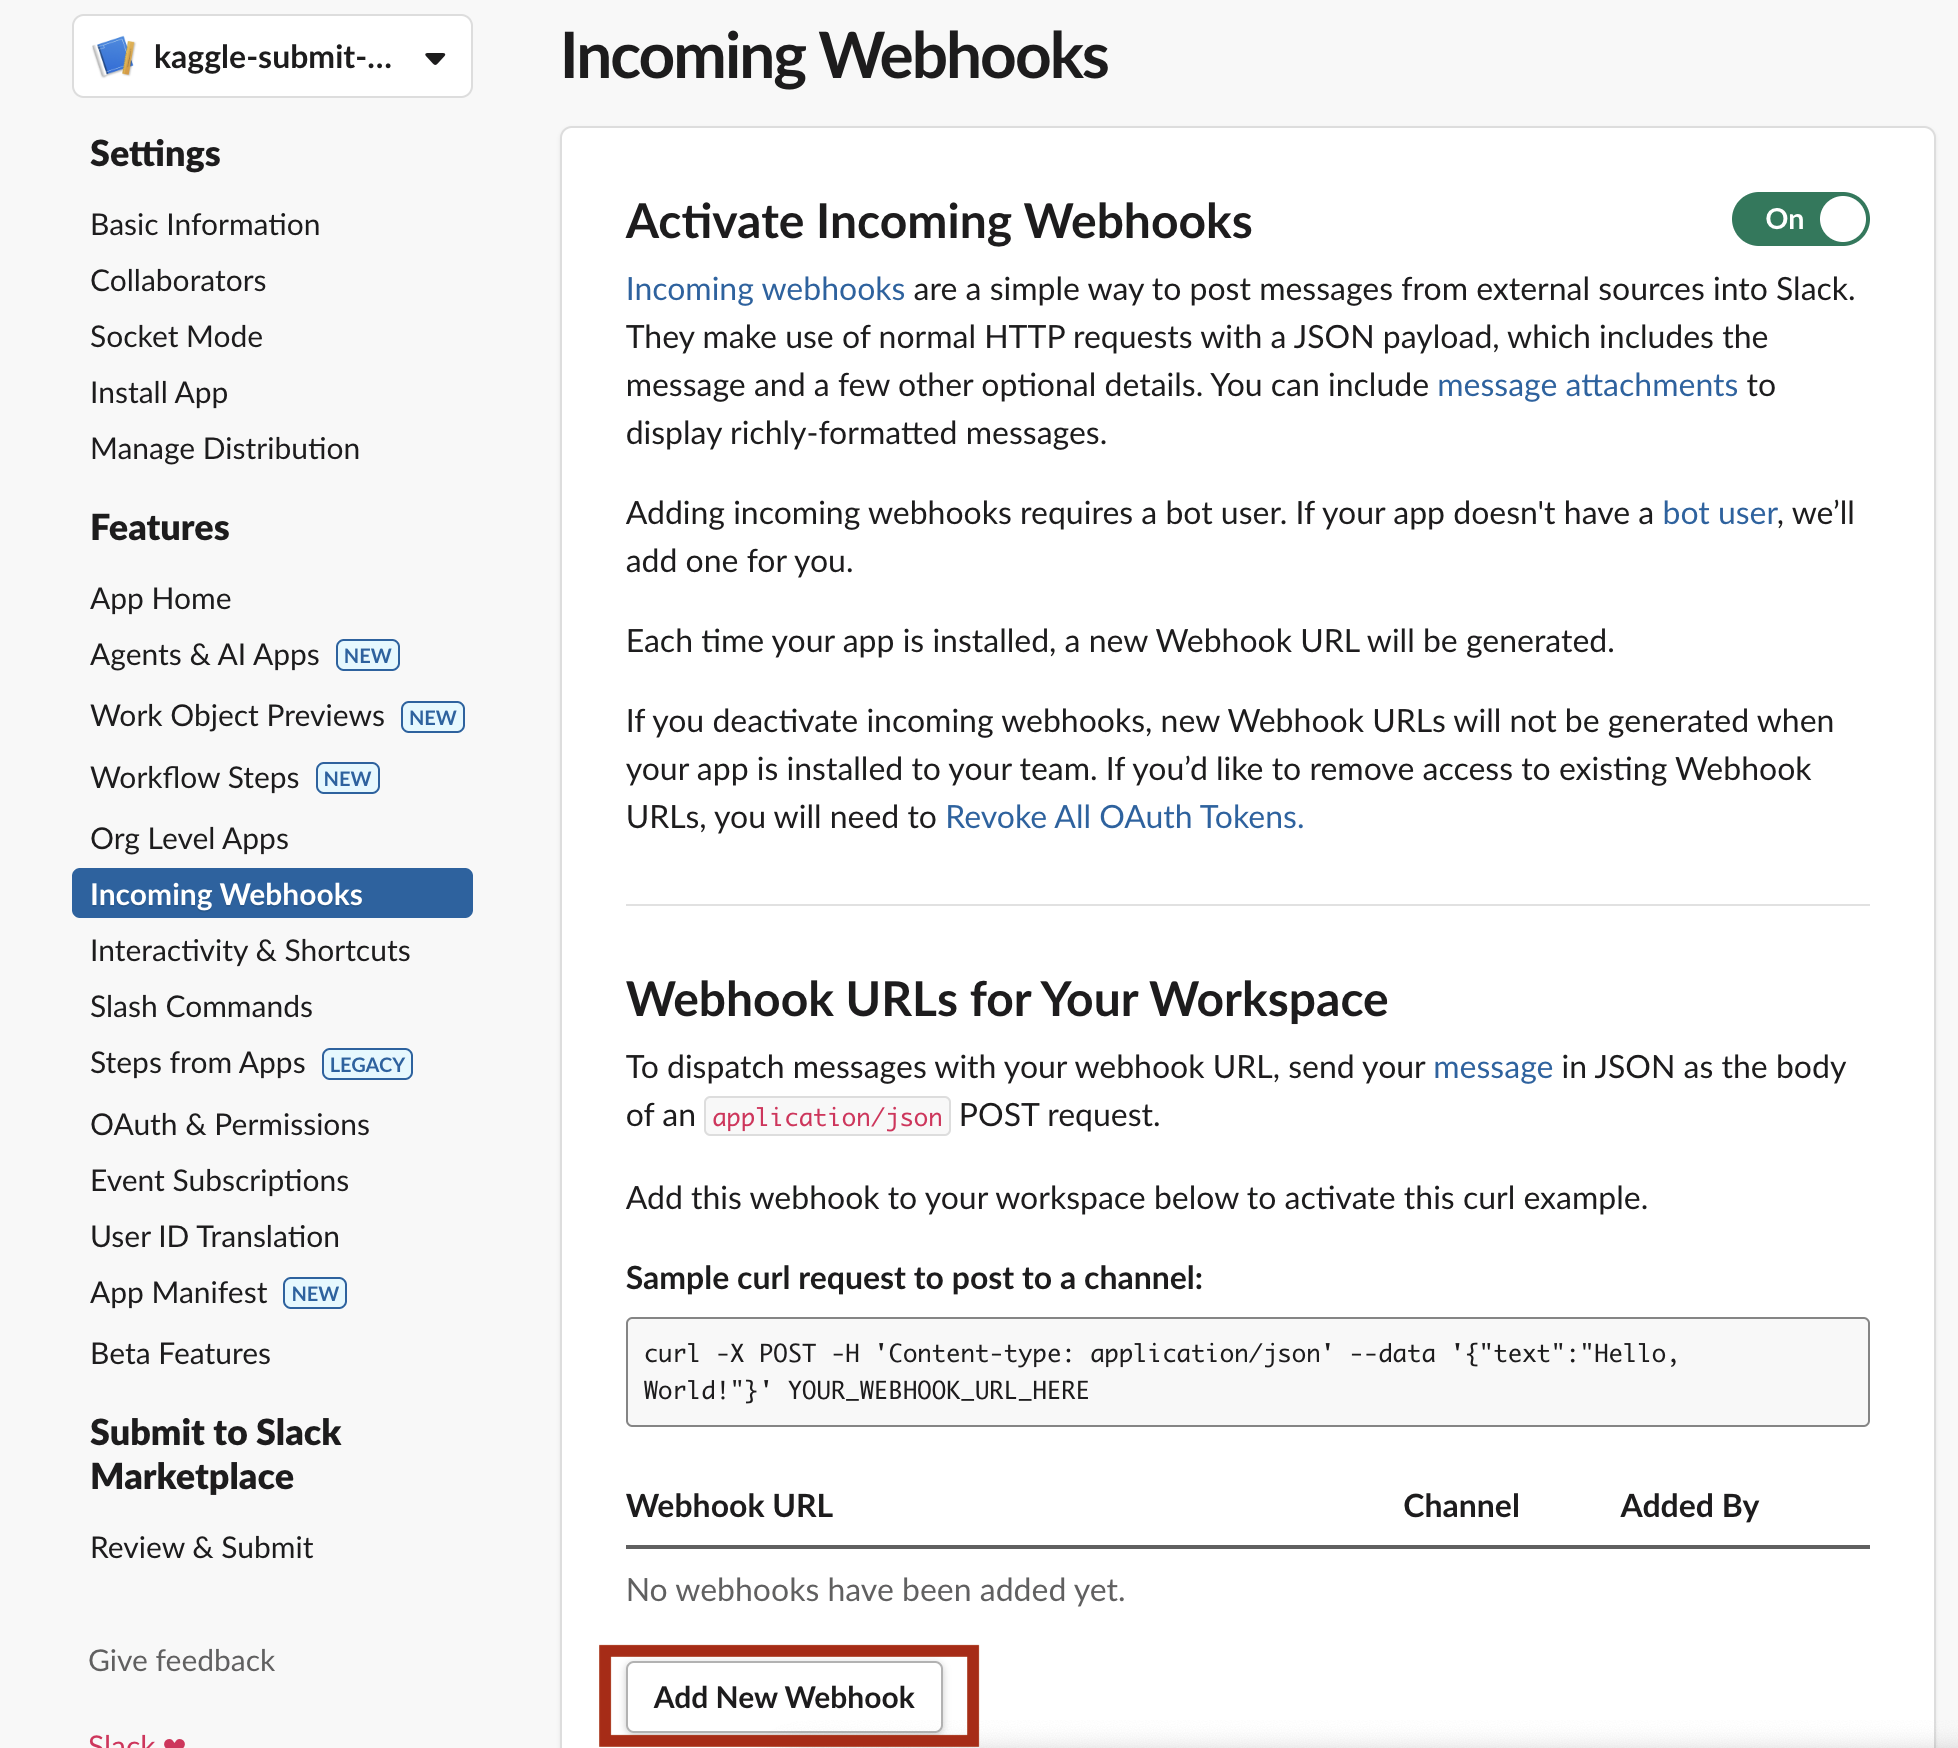 kaggle-submit-...
Settings
Basic Information
Collaborators
Socket Mode
Install App
Manage Distribution
Features
App Home
Agents & AI Apps NEW
Work Object Previews NEW
Workflow Steps NEW
Org Level Apps
Incoming Webhooks
Interactivity & Shortcuts
Slash Commands
Steps from Apps LEGACY
OAuth & Permissions
Event Subscriptions
User ID Translation
App Manifest NEW
Beta Features
Submit to Slack
Marketplace
Review & Submit
Give feedback
Slack ♥
Incoming Webhooks
Activate Incoming Webhooks
On
Incoming webhooks are a simple way to post messages from external sources into Slack.
They make use of normal HTTP requests with a JSON payload, which includes the
message and a few other optional details. You can include message attachments to
display richly-formatted messages.
Adding incoming webhooks requires a bot user. If your app doesn't have a bot user, we’ll
add one for you.
Each time your app is installed, a new Webhook URL will be generated.
If you deactivate incoming webhooks, new Webhook URLs will not be generated when
your app is installed to your team. If you’d like to remove access to existing Webhook
URLs, you will need to Revoke All OAuth Tokens.
Webhook URLs for Your Workspace
To dispatch messages with your webhook URL, send your message in JSON as the body
of an application/json POST request.
Add this webhook to your workspace below to activate this curl example.
Sample curl request to post to a channel:
curl -X POST -H 'Content-type: application/json' --data '{"text":"Hello,
World!"}' YOUR_WEBHOOK_URL_HERE
Webhook URL Channel Added By
No webhooks have been added yet.
Add New Webhook